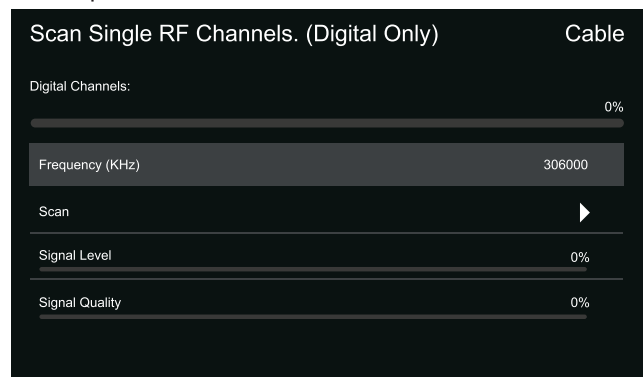 Scan Single RF Channels. (Digital Only) Cable
Digital Channels:
0%
Frequency (KHz) 306000
Scan
Signal Level 0%
Signal Quality 0%